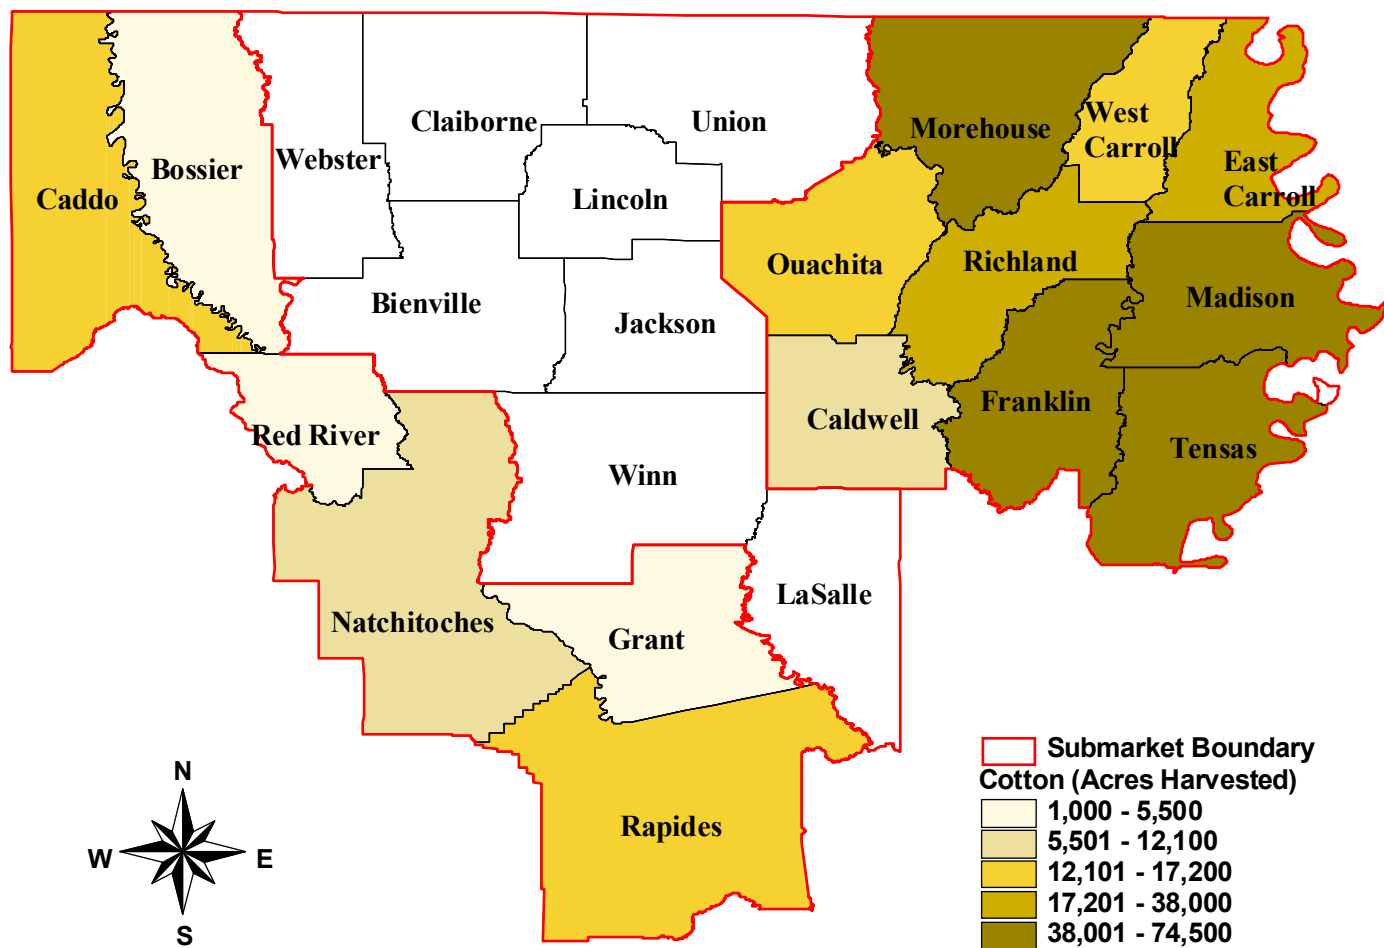 Claiborne
Union
Morehouse
West
Carroll
Webster
Bossier
East
Carroll
Caddo
Lincoln
Ouachita
Richland
Madison
Bienville
Jackson
Franklin
Caldwell
Red River
Tensas
Winn
LaSalle
Natchitoches
Grant
Rapides
N
W
E
S
Submarket Boundary
Cotton (Acres Harvested)
1,000 - 5,500
5,501 - 12,100
12,101 - 17,200
17,201 - 38,000
38,001 - 74,500